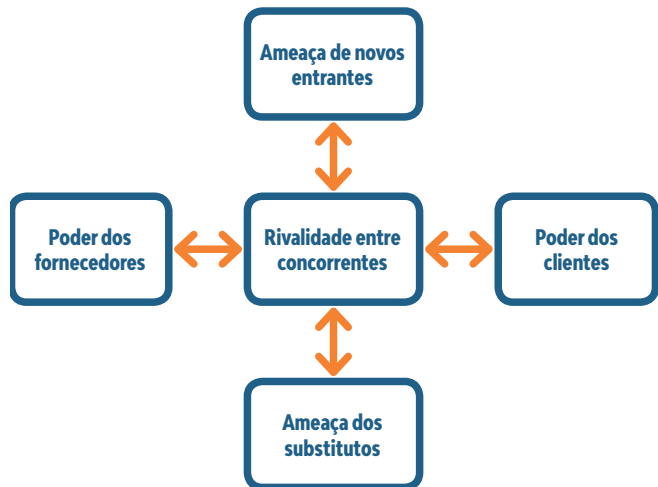 Ameaça de novos
entrantes
Poder dos
fornecedores
Rivalidade entre
concorrentes
Poder dos
clientes
Ameaça dos
substitutos